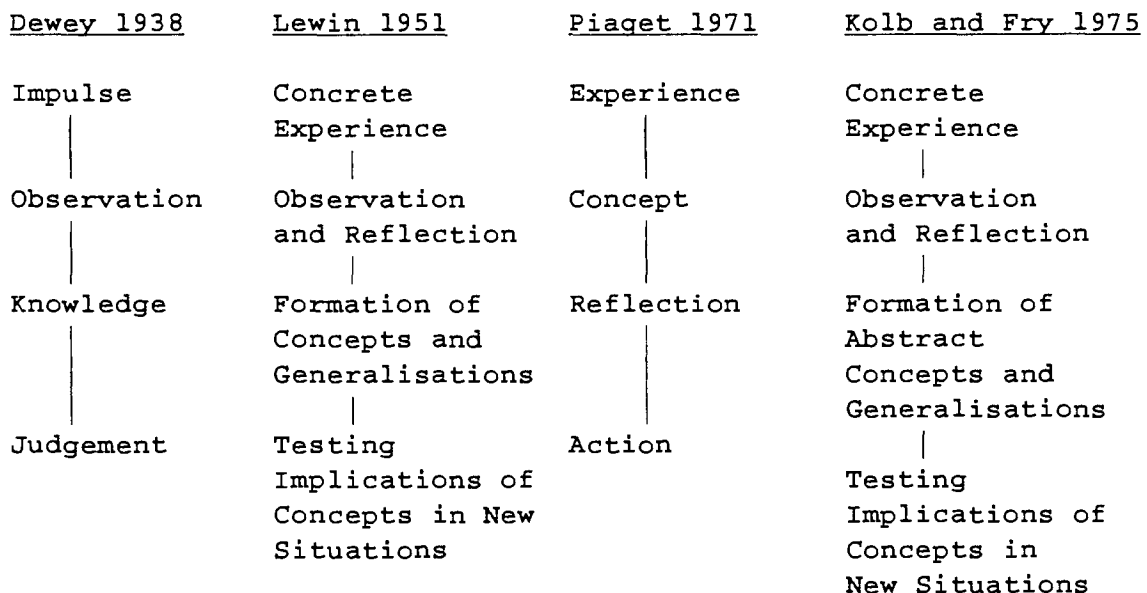 Dewey 1938 Lewin 1951 Piaget 1971 Kolb and Fry 1975
Impulse Concrete Experience Concrete
Experience Experience
Observation Observation Concept Observation
and Reflection and Reflection
Knowledge Formation of Reflection Formation of
Concepts and Abstract
Generalisations Concepts and
Generalisations
Judgement Testing Action
Implications of Testing
Concepts in New Implications of
Situations Concepts in
New Situations